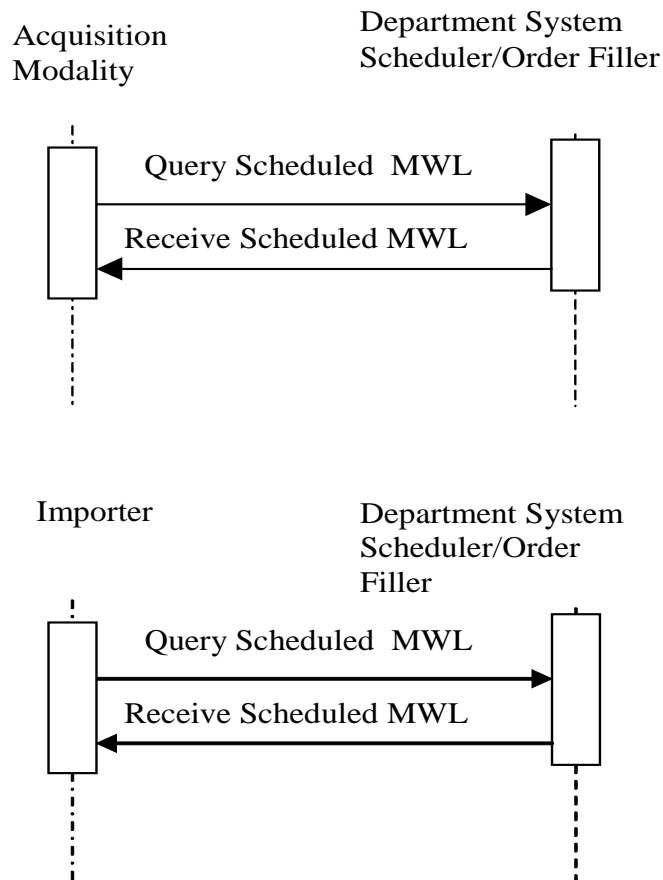 Acquisition
Modality
Department System
Scheduler/Order Filler
Query Scheduled MWL
Receive Scheduled MWL
Importer
Department System
Scheduler/Order
Filler
Query Scheduled MWL
Receive Scheduled MWL